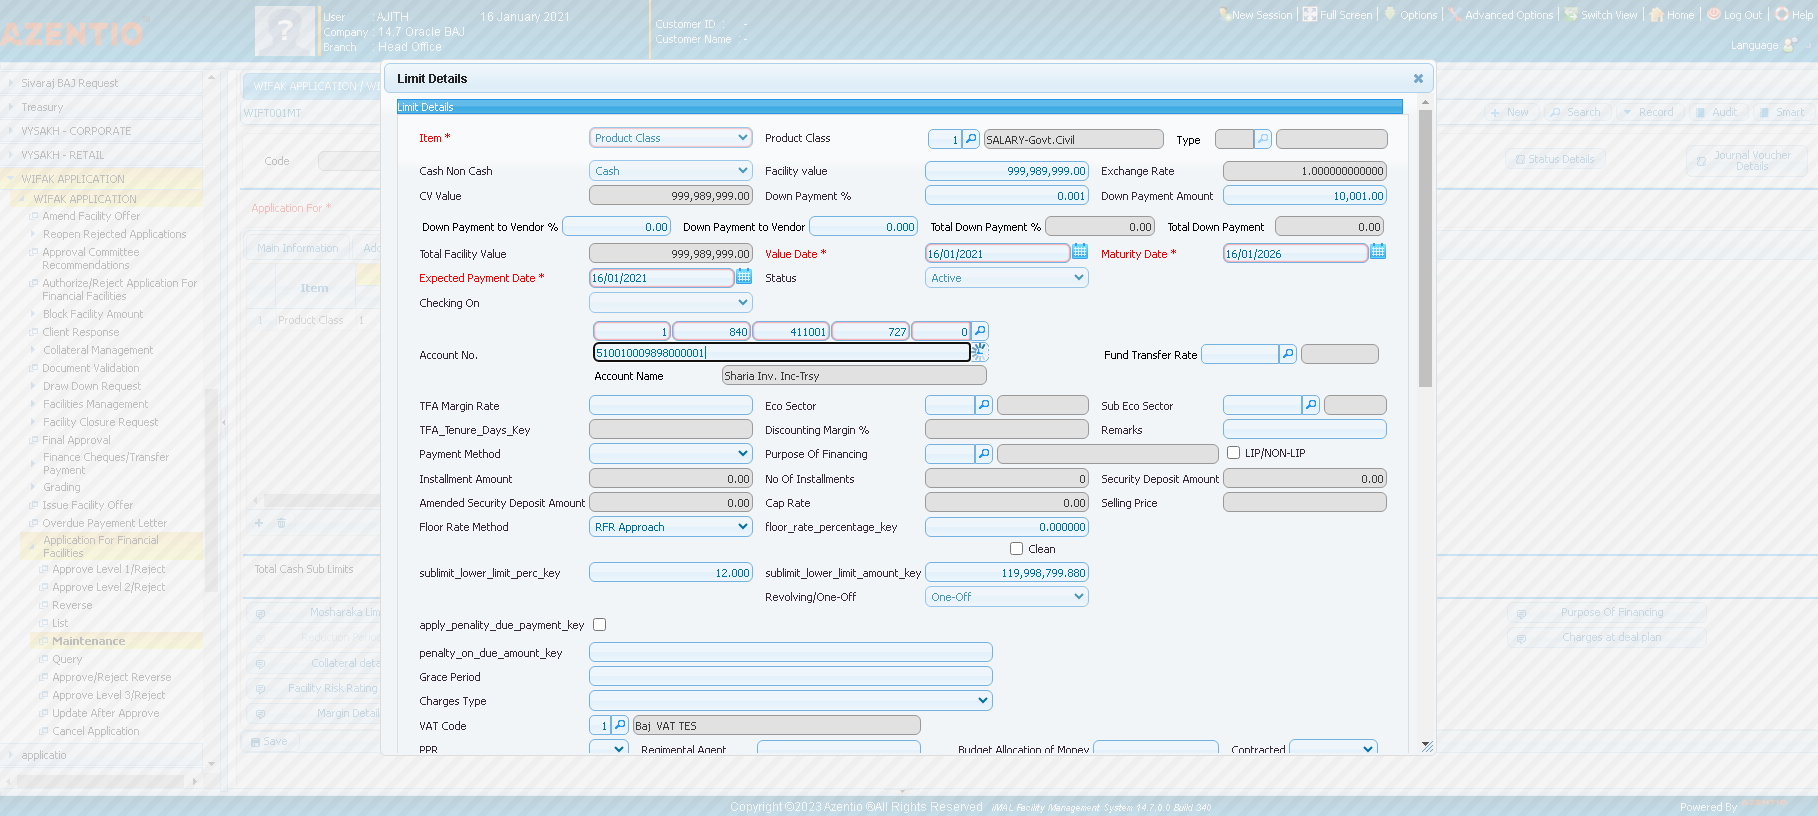 AZENTIO
User : AJITH 16 January 2021
Company : 14.7 Oracle BAJ
Branch : Head Office
Customer ID : -
Customer Name : -
New Session Full Screen Options Advanced Options Switch View Home Log Out Help
Language
Sivaraj BAJ Request
Treasury
VYSAKH - CORPORATE
VYSAKH - RETAIL
WIFAK APPLICATION
WIFAK APPLICATION
Amend Facility Offer
Reopen Rejected Applications
Approval Committee
Recommendations
Authorize/Reject Application For
Financial Facilities
Block Facility Amount
Client Response
Collateral Management
Document Validation
Draw Down Request
Facilities Management
Facility Closure Request
Final Approval
Finance Cheques/Transfer
Payment
Grading
Issue Facility Offer
Overdue Payment Letter
Application For Financial
Facilities
Approve Level 1/Reject
Approve Level 2/Reject
Reverse
List
Maintenance
Query
Approve/Reject Reverse
Approve Level 3/Reject
Update After Approve
Cancel Application
applicatio
WIFAK APPLICATION / WI
WIFT001MT
Code
Application For *
Main Information Ad
Item
1 Product Class 1
Total Cash Sub Limits
Mosharaka Lim
Collateral deta
Facility Risk Rating
Margin Detail
Save
New Search Record Audit Smart
Status Details
Journal Voucher
Details
Purpose Of Financing
Charges at deal plan
Limit Details
Limit Details
Item * Product Class Product Class 1 SALARY-Govt.Civil Type
Cash Non Cash Cash Facility value 999,989,999.00 Exchange Rate 1.000000000000
CV Value 999,989,999.00 Down Payment % 0.001 Down Payment Amount 10,001.00
Down Payment to Vendor % 0.00 Down Payment to Vendor 0.000 Total Down Payment % 0.00 Total Down Payment 0.00
Total Facility Value 999,989,999.00 Value Date * 16/01/2021 Maturity Date * 16/01/2026
Expected Payment Date * 16/01/2021 Status Active
Checking On
1 840 411001 727 0
Account No. 510010009898000001 Fund Transfer Rate
Account Name Sharia Inv. Inc-Trsy
TFA Margin Rate Eco Sector Sub Eco Sector
TFA_Tenure_Days_Key Discounting Margin % Remarks
Payment Method Purpose Of Financing LIP/NON-LIP
Installment Amount 0.00 No Of Installments 0 Security Deposit Amount 0.00
Amended Security Deposit Amount 0.00 Cap Rate 0.00 Selling Price
Floor Rate Method RFR Approach floor_rate_percentage_key 0.000000
Clean
sublimit_lower_limit_perc_key 12.000 sublimit_lower_limit_amount_key 119,998,799.880
Revolving/One-Off One-Off
apply_penality_due_payment_key
penalty_on_due_amount_key
Grace Period
Charges Type
VAT Code 1 Baj VAT TES
PPR Regimental Agent Budget Allocation of Money Contracted
Copyright ©2023 Azentio ®All Rights Reserved IMAL Facility Management System 14.7.0.0 Build 340
Powered By AZENTIO